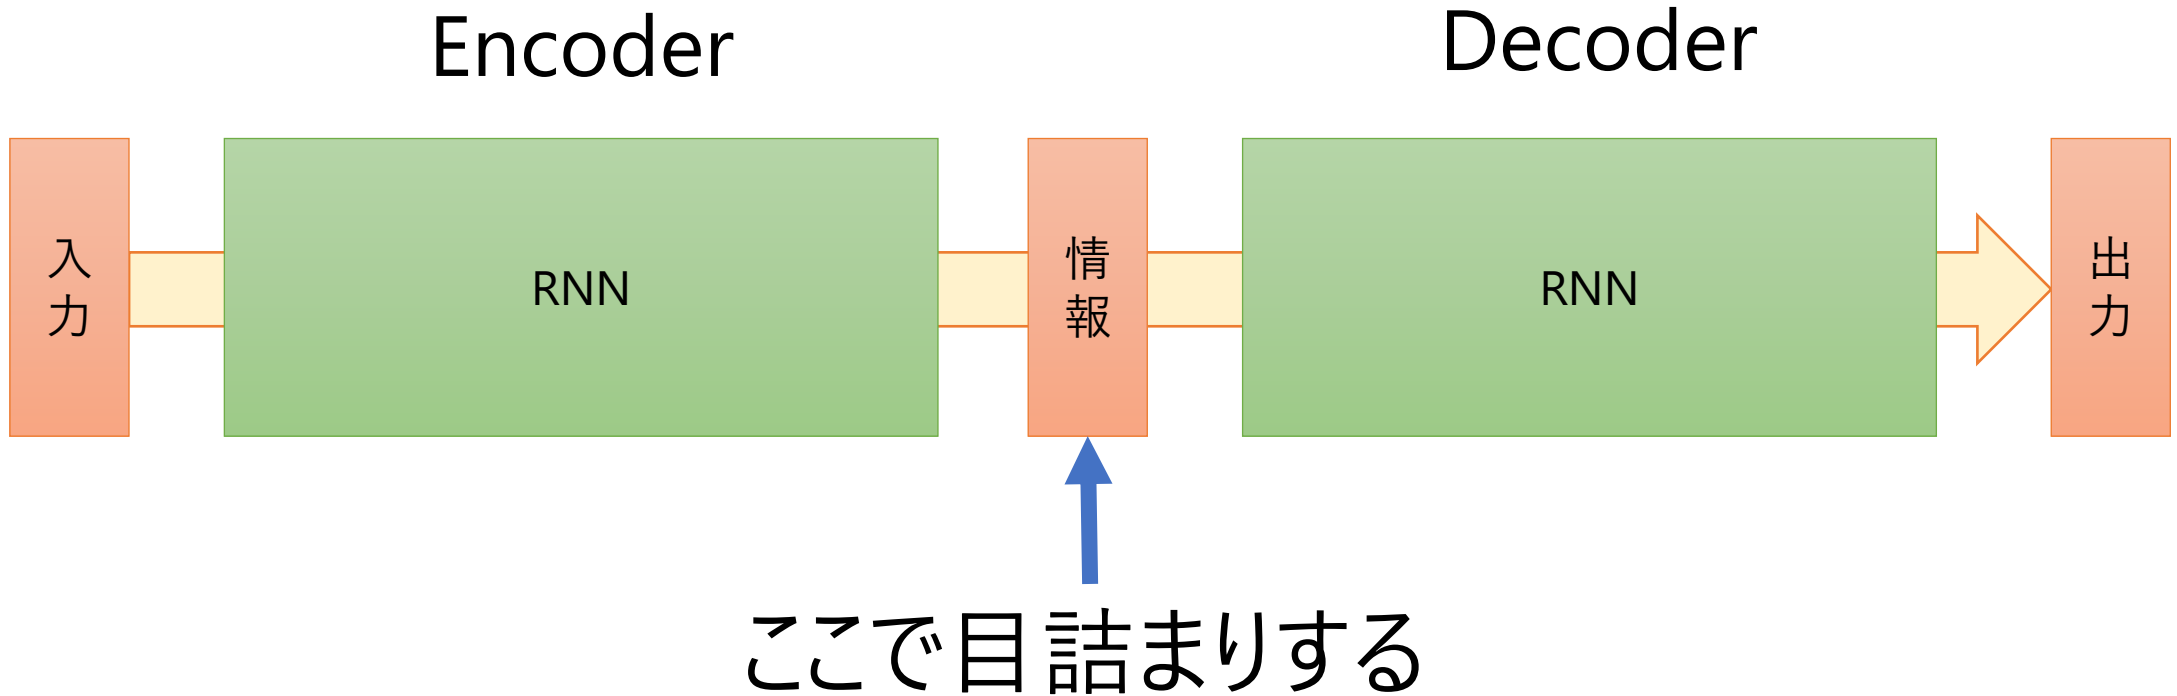 Encoder
Decoder
入力
RNN
情報
RNN
出力
ここで目詰まりする